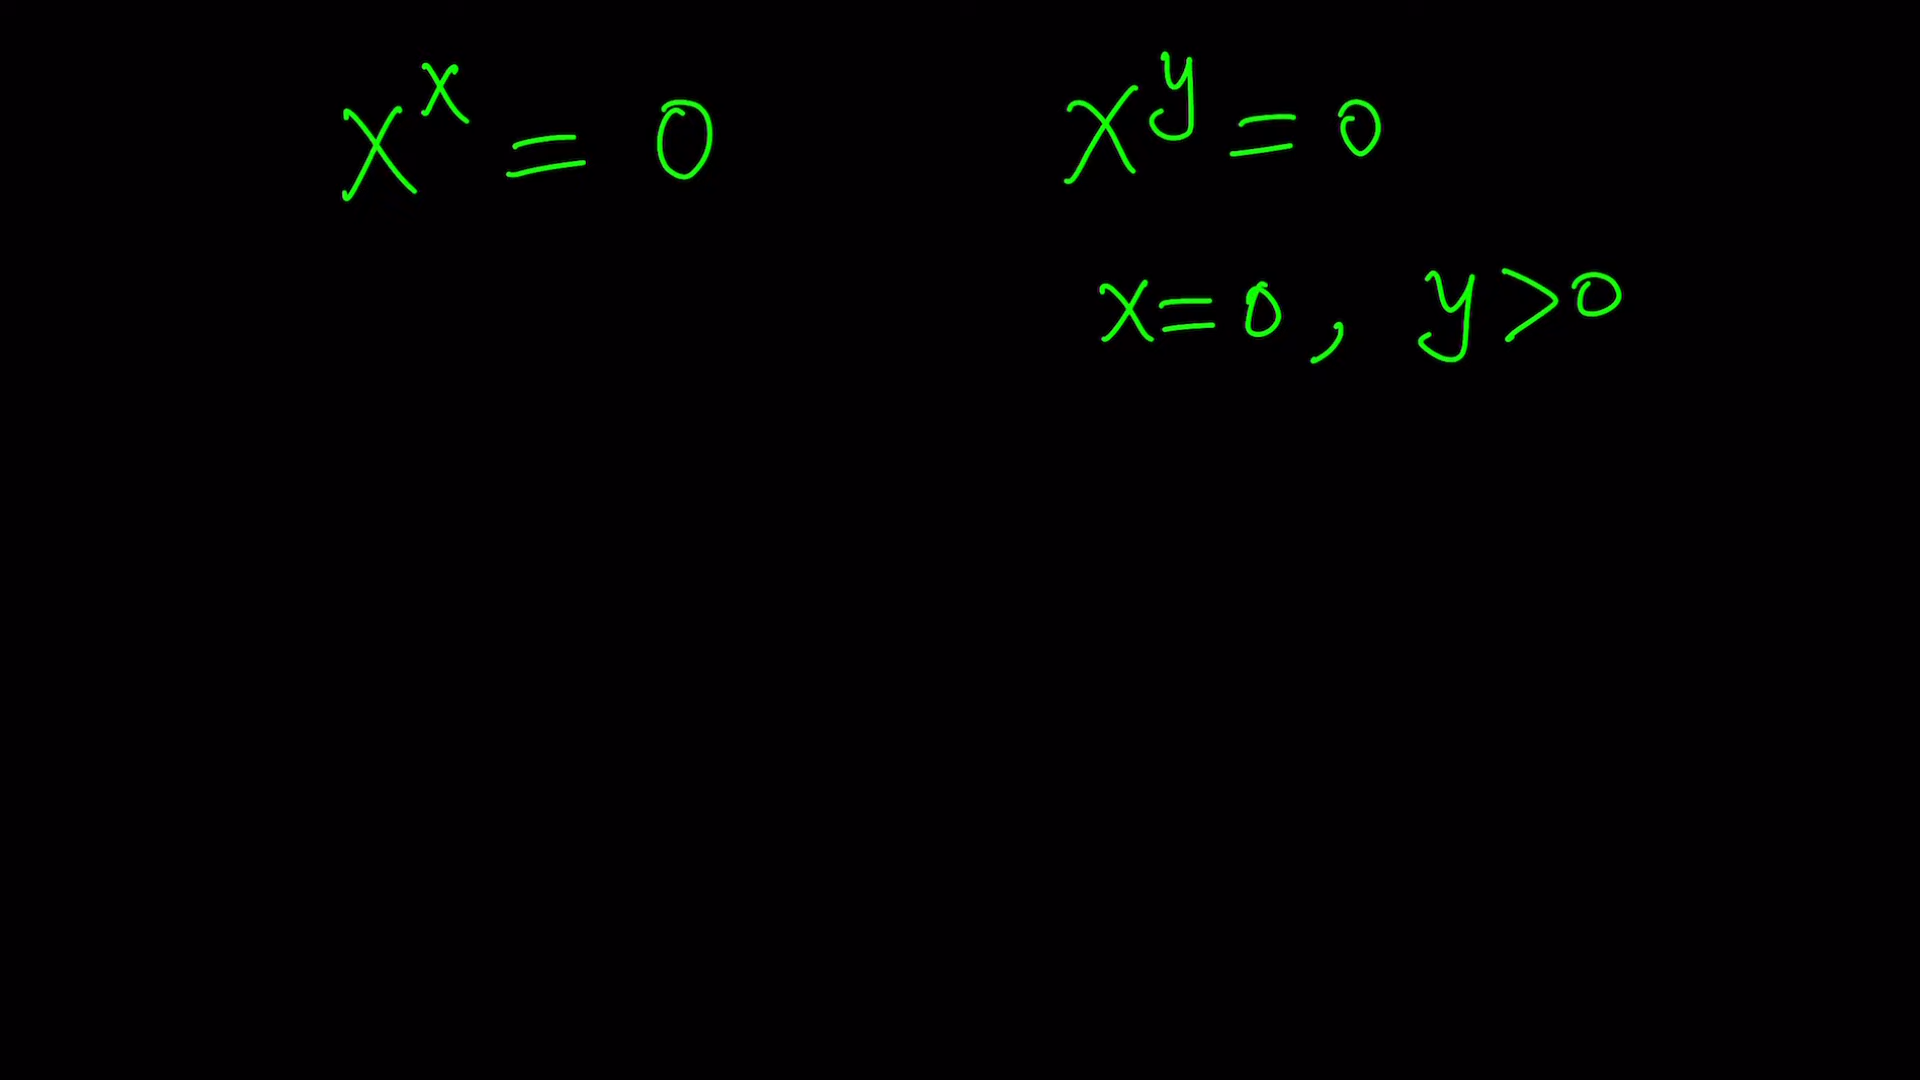 x^x = 0
x^y = 0
x = 0, y > 0